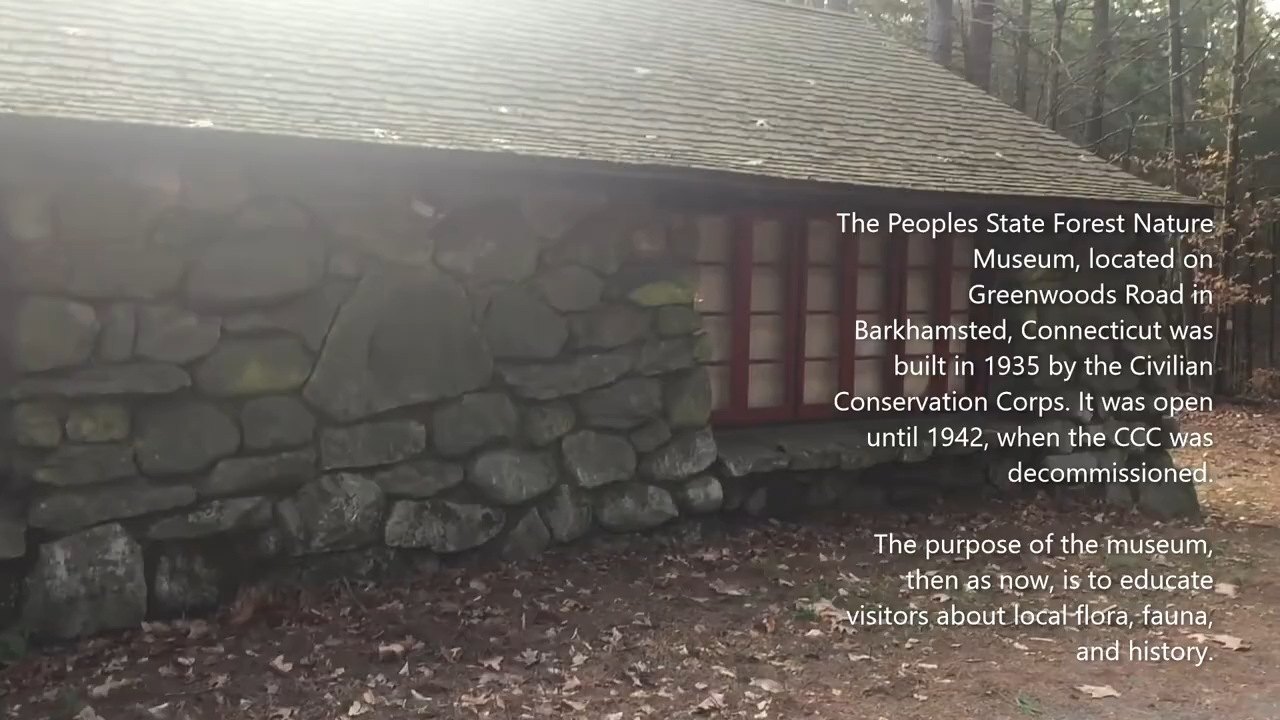 The Peoples State Forest Nature
Museum, located on
Greenwoods Road in
Barkhamsted, Connecticut was
built in 1935 by the Civilian
Conservation Corps. It was open
until 1942, when the CCC was
decommissioned.
The purpose of the museum,
then as now, is to educate
visitors about local flora, fauna,
and history.